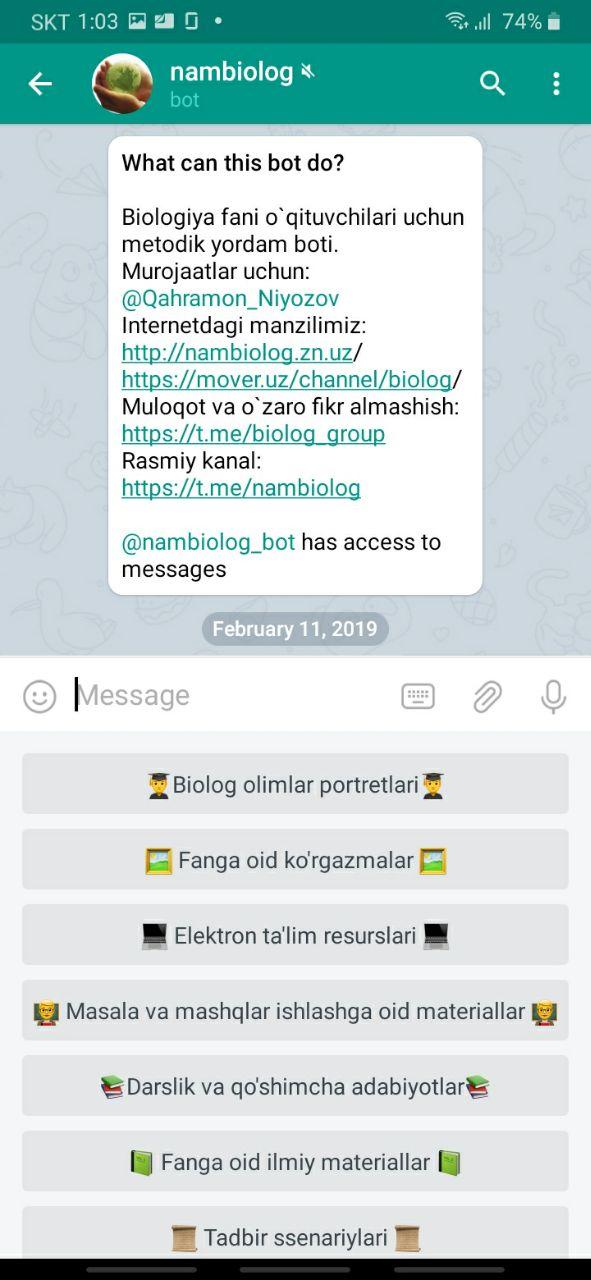 SKT 1:03 74%
nambiolog
bot
What can this bot do?
Biologiya fani o`qituvchilari uchun
metodik yordam boti.
Murojaatlar uchun:
@Qahramon_Niyozov
Internetdagi manzilimiz:
http://nambiolog.zn.uz/
https://mover.uz/channel/biolog/
Muloqot va o`zaro fikr almashish:
https://t.me/biolog_group
Rasmiy kanal:
https://t.me/nambiolog
@nambiolog_bot has access to
messages
February 11, 2019
Message
Biolog olimlar portretlari
Fanga oid ko'rgazmalar
Elektron ta'lim resurslari
Masala va mashqlar ishlashga oid materiallar
Darslik va qo'shimcha adabiyotlar
Fanga oid ilmiy materiallar
Tadbir ssenariylari